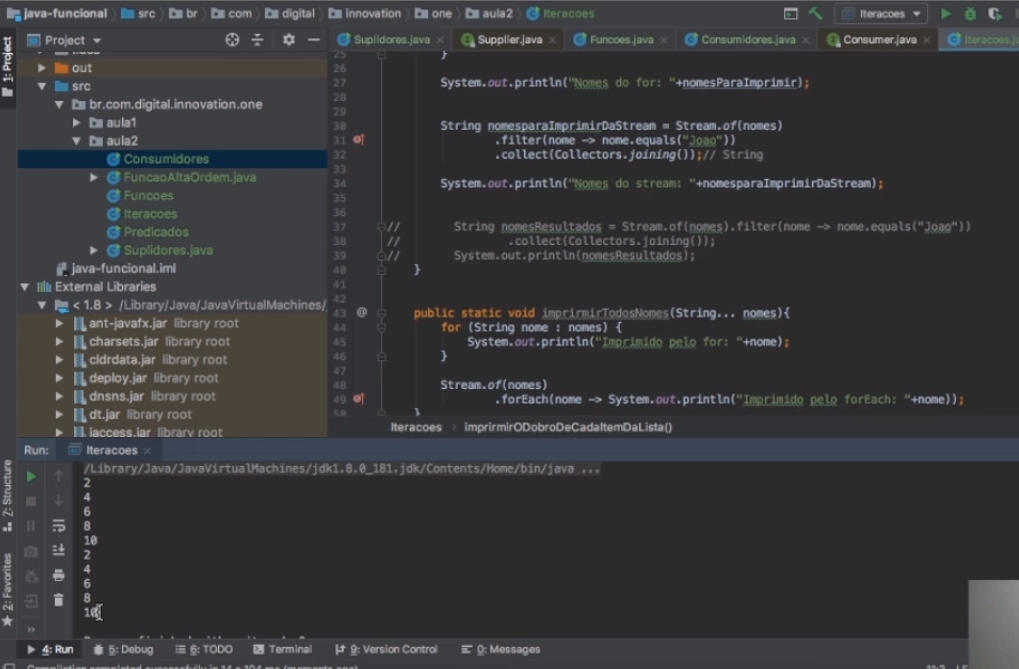 java-funcional src br com digital innovation one aula2 Iteracoes Iteracoes
Project
Suplidores.java Supplier.java Funcoes.java Consumidores.java Consumer.java Iteracoes.ju
1: Project
out
src
br.com.digital.innovation.one
aula1
aula2
Consumidores
FuncaoAltaOrdem.java
Funcoes
Iteracoes
Predicados
Suplidores.java
java-funcional.iml
External Libraries
< 1.8 > /Library/Java/JavaVirtualMachines/
ant-javafx.jar library root
charsets.jar library root
cldrdata.jar library root
deploy.jar library root
dnsns.jar library root
dt.jar library root
jaccess.jar library root
25 }
26
27 System.out.println("Nomes do for: "+nomesParaImprimir);
28
29
30 String nomesparaImprimirDaStream = Stream.of(nomes)
31 .filter(nome -> nome.equals("Joao"))
32 .collect(Collectors.joining());// String
33
34 System.out.println("Nomes do stream: "+nomesparaImprimirDaStream);
35
36
37 // String nomesResultados = Stream.of(nomes).filter(nome -> nome.equals("Joao"))
38 // .collect(Collectors.joining());
39 // System.out.println(nomesResultados);
40 }
41
42
43 @ public static void imprirmirTodosNomes(String... nomes){
44 for (String nome : nomes) {
45 System.out.println("Imprimido pelo for: "+nome);
46 }
47
48 Stream.of(nomes)
49 .forEach(nome -> System.out.println("Imprimido pelo forEach: "+nome));
50 }
Iteracoes imprirmirODobroDeCadaItemDaLista()
Run: Iteracoes
/Library/Java/JavaVirtualMachines/jdk1.8.0_181.jdk/Contents/Home/bin/java ...
2
4
6
8
10
2
4
6
8
10
7: Structure
2: Favorites
4: Run 5: Debug 6: TODO Terminal 9: Version Control 0: Messages